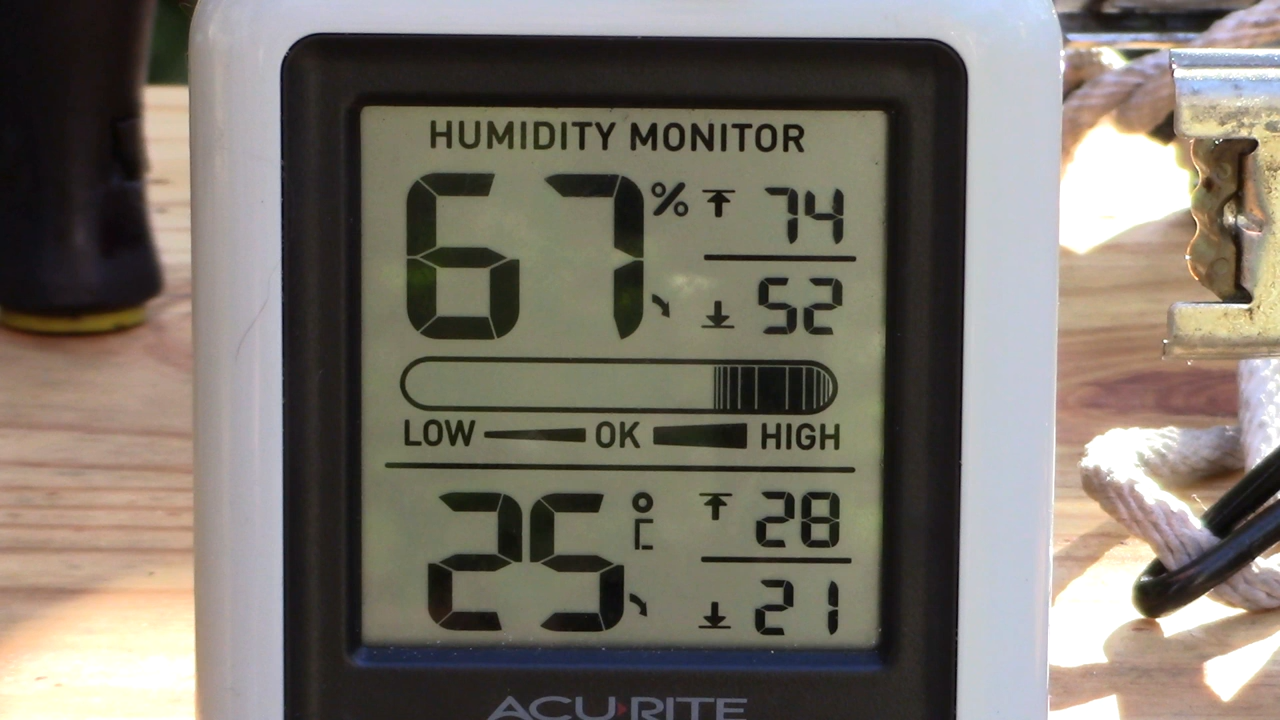 HUMIDITY MONITOR
67% 74
52
LOW OK HIGH
25°C 28
21
ACU RITE